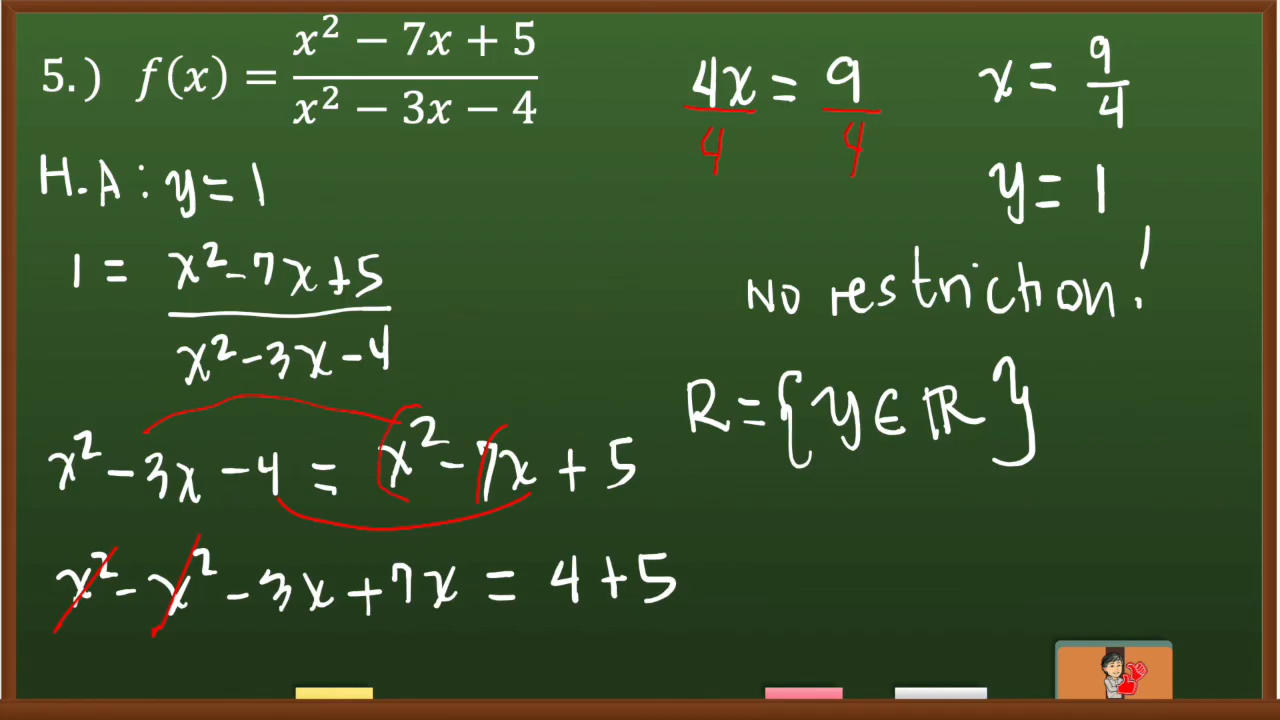 5.) f(x) = (x² − 7x + 5)/(x² − 3x − 4)
H.A: y = 1
1 = (x² - 7x + 5)/(x² - 3x - 4)
x² - 3x - 4 = x² - 7x + 5
x² - x² - 3x + 7x = 4 + 5
4x/4 = 9/4
x = 9/4
y = 1
no restriction!
R = {y ∈ ℝ}